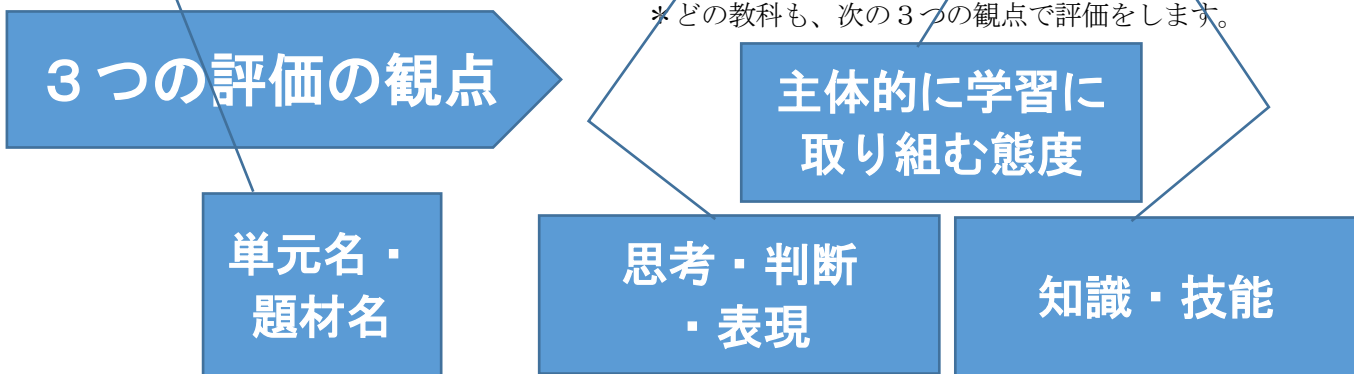 ＊どの教科も、次の３つの観点で評価をします。
３つの評価の観点
主体的に学習に
取り組む態度
単元名・
題材名
思考・判断
・表現
知識・技能